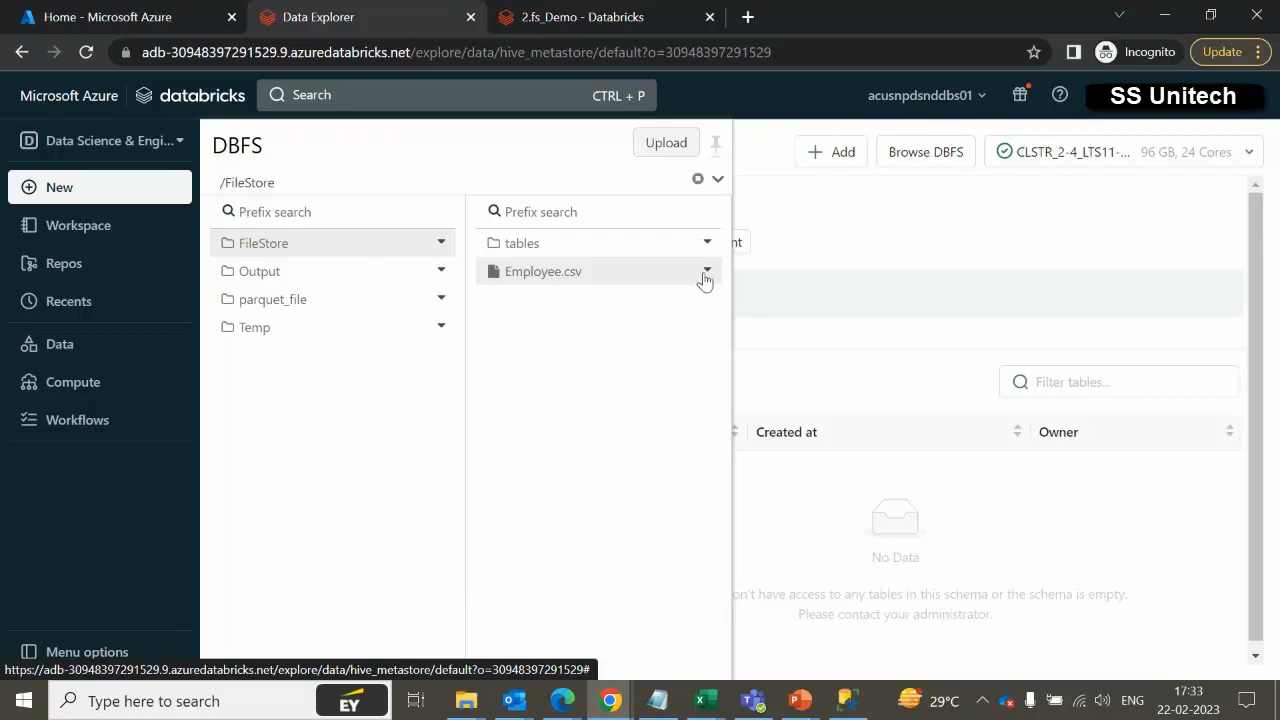 Home - Microsoft Azure
Data Explorer
2.fs_Demo - Databricks
adb-30948397291529.9.azuredatabricks.net/explore/data/hive_metastore/default?o=30948397291529
Incognito
Update
Microsoft Azure
databricks
Search
CTRL + P
acusnpdsnddbs01
SS Unitech
Data Science & Engi...
DBFS
Upload
Add
Browse DBFS
CLSTR_2-4_LTS11-...
96 GB, 24 Cores
New
/FileStore
Workspace
Prefix search
Prefix search
Repos
FileStore
tables
nt
Recents
Output
Employee.csv
parquet_file
Temp
Data
Compute
Filter tables...
Workflows
Created at
Owner
No Data
on't have access to any tables in this schema or the schema is empty.
Please contact your administrator.
Menu options
https://adb-30948397291529.9.azuredatabricks.net/explore/data/hive_metastore/default?o=30948397291529#
Type here to search
EY
29°C
ENG
17:33
22-02-2023